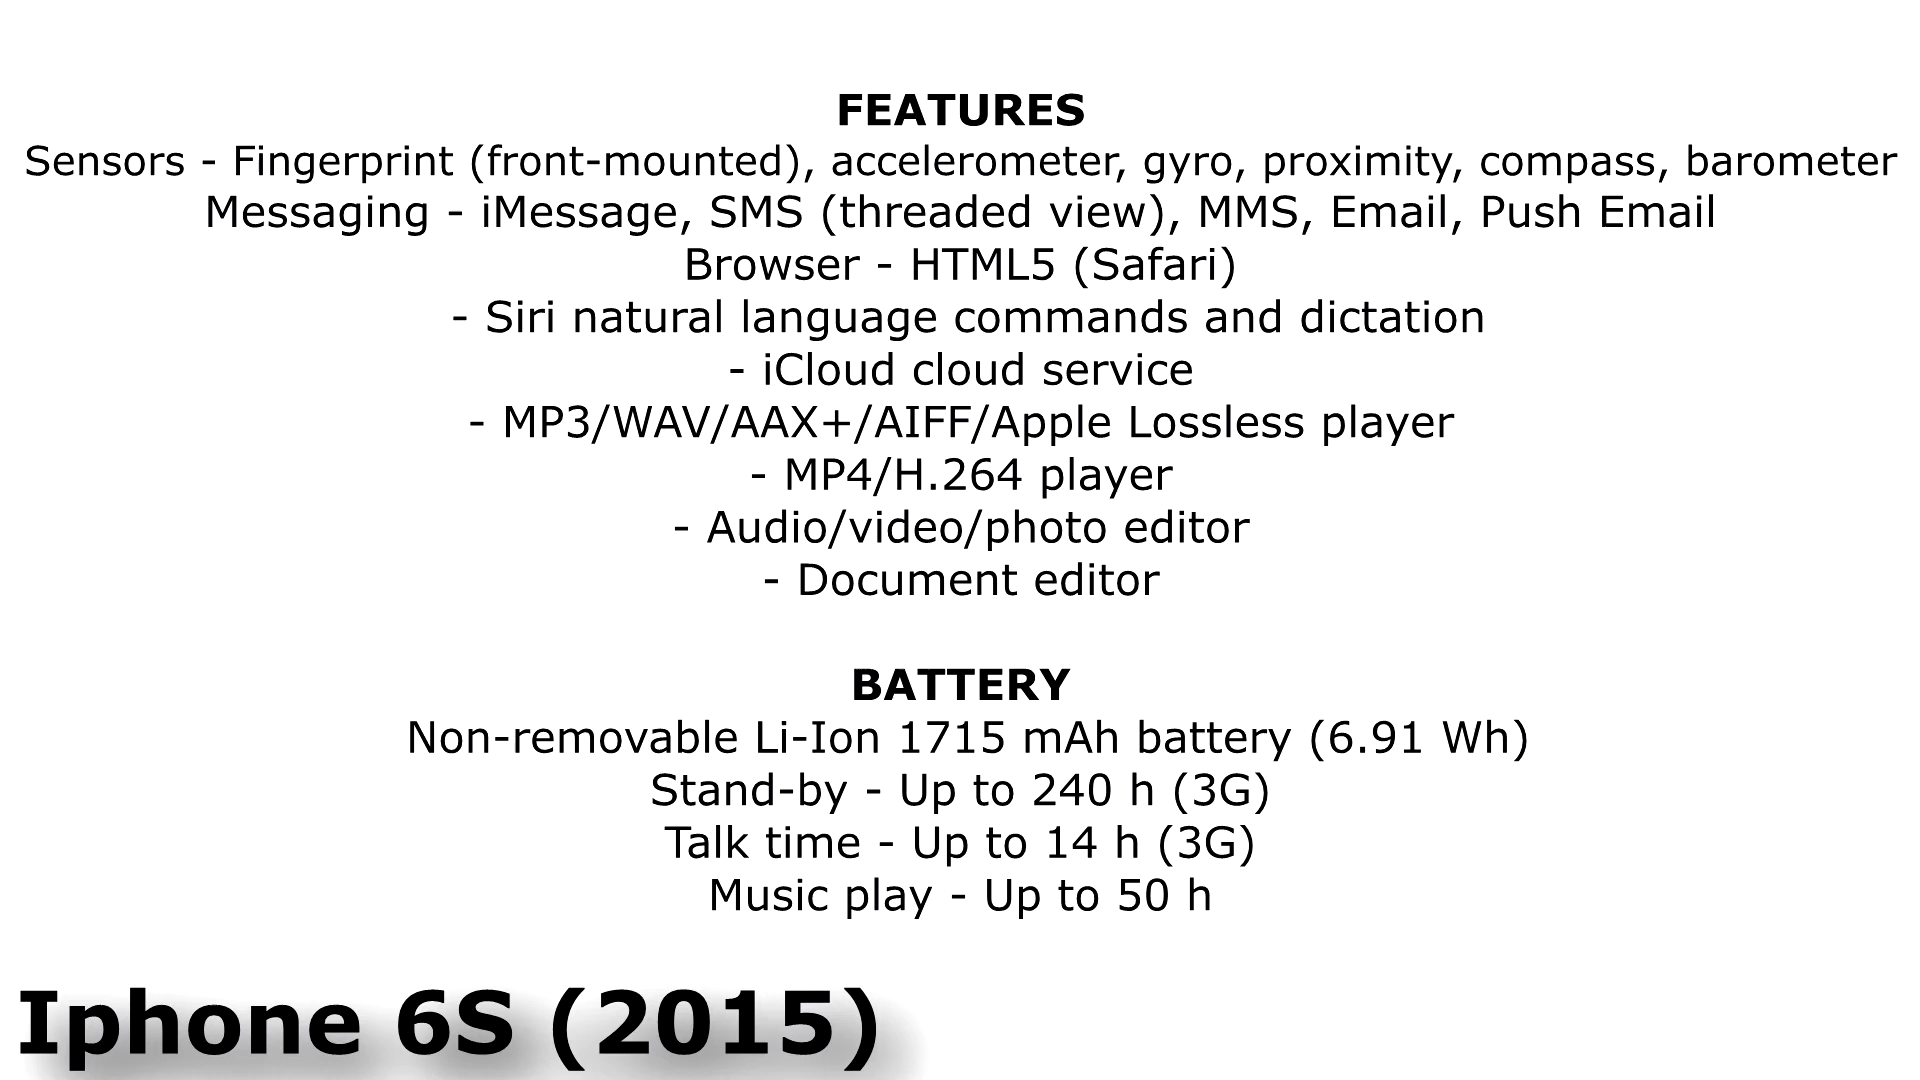 FEATURES
Sensors - Fingerprint (front-mounted), accelerometer, gyro, proximity, compass, barometer
Messaging - iMessage, SMS (threaded view), MMS, Email, Push Email
Browser - HTML5 (Safari)
- Siri natural language commands and dictation
- iCloud cloud service
- MP3/WAV/AAX+/AIFF/Apple Lossless player
- MP4/H.264 player
- Audio/video/photo editor
- Document editor
BATTERY
Non-removable Li-Ion 1715 mAh battery (6.91 Wh)
Stand-by - Up to 240 h (3G)
Talk time - Up to 14 h (3G)
Music play - Up to 50 h
Iphone 6S (2015)